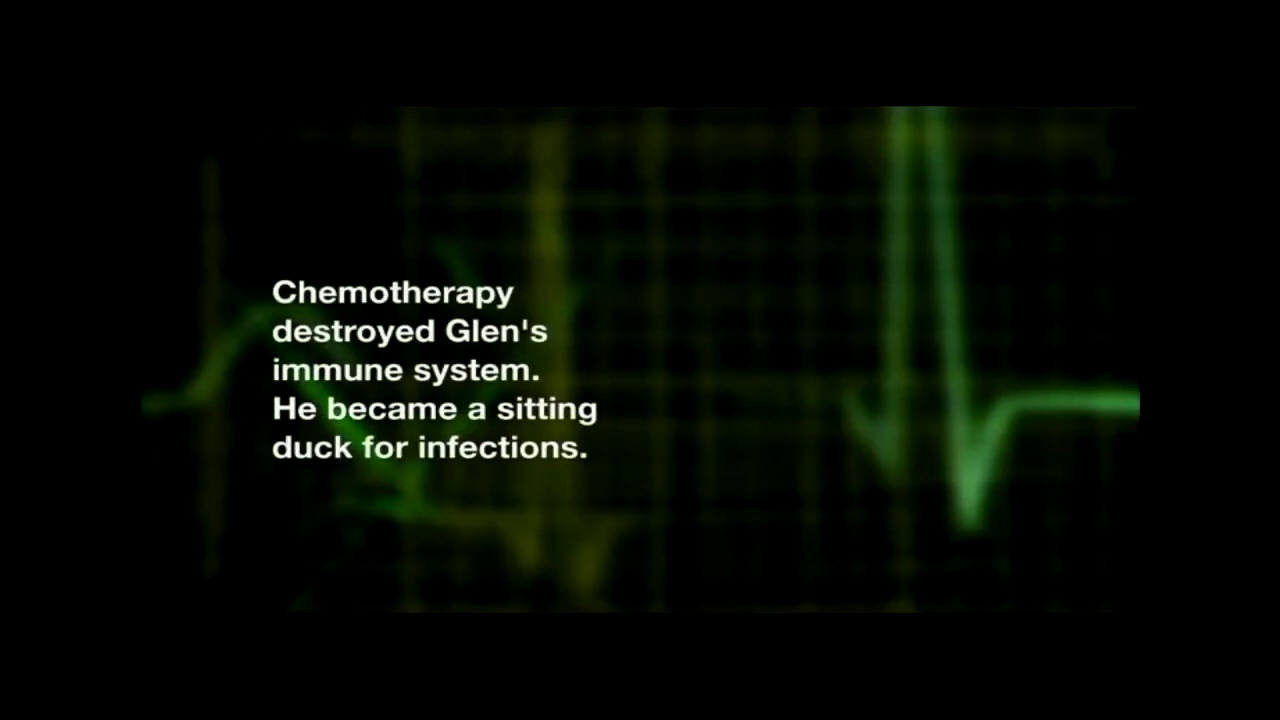 Chemotherapy
destroyed Glen's
immune system.
He became a sitting
duck for infections.